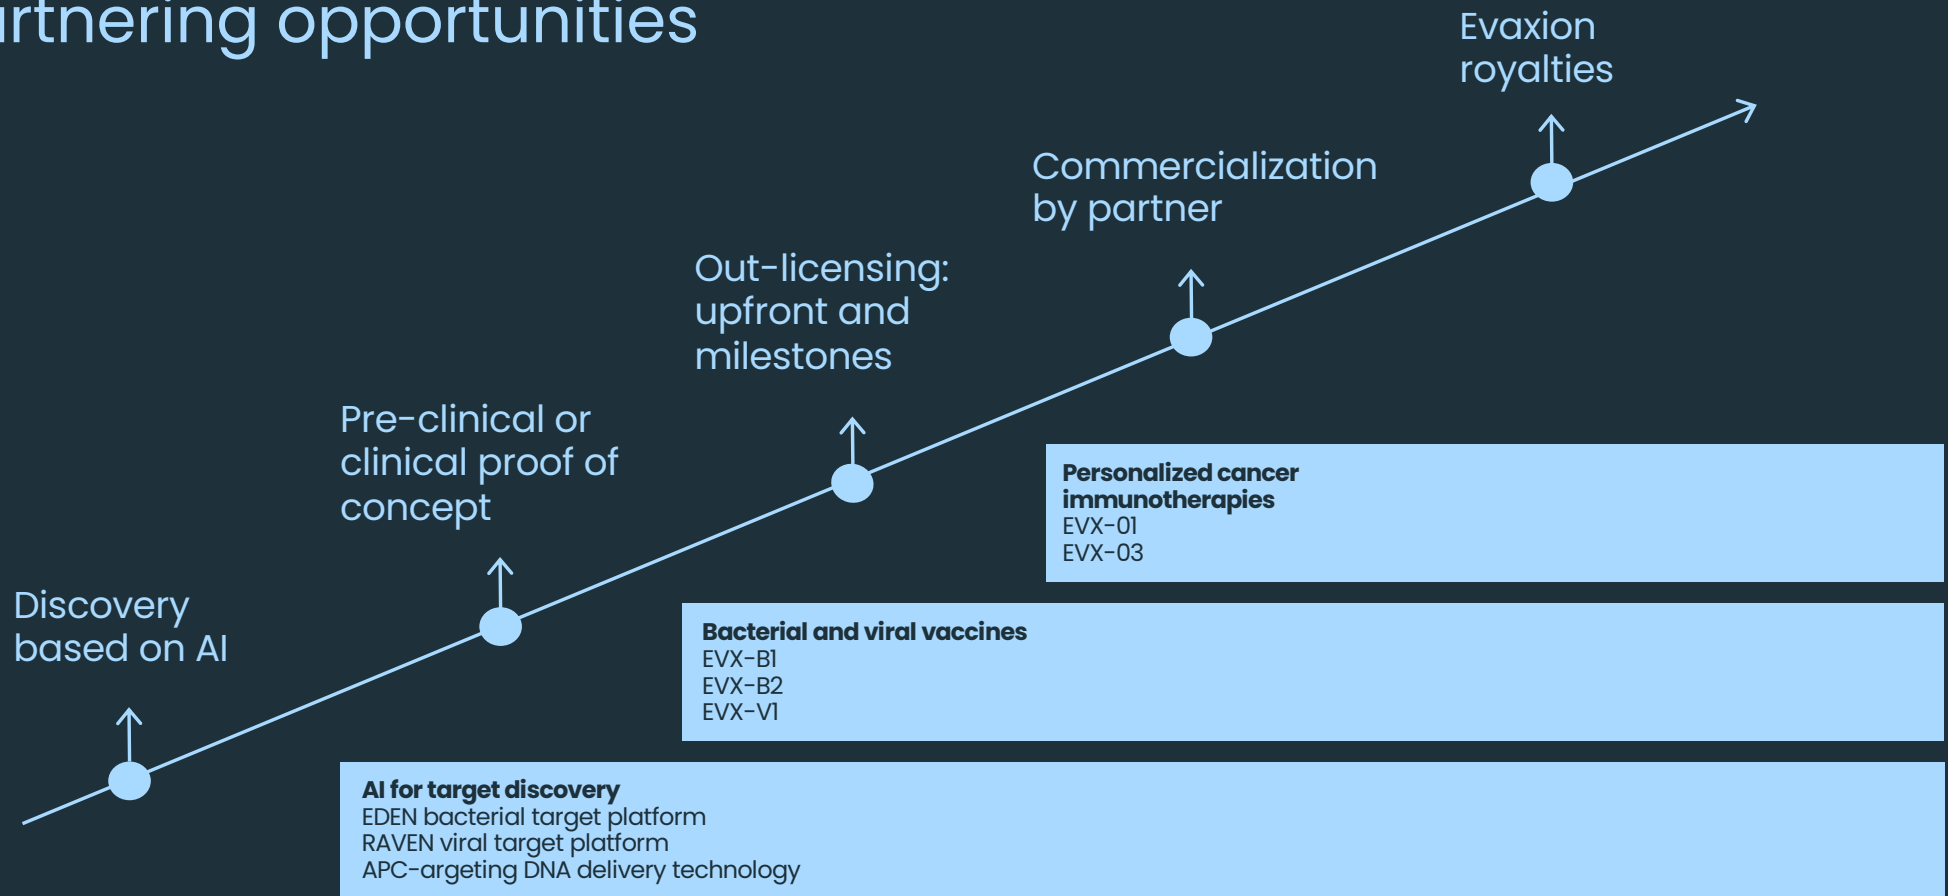 artnering opportunities
Evaxion
royalties
Commercialization
by partner
Out-licensing:
upfront and
milestones
Pre-clinical or
clinical proof of
concept
Discovery
based on AI
Personalized cancer
immunotherapies
EVX-01
EVX-03
Bacterial and viral vaccines
EVX-B1
EVX-B2
EVX-V1
AI for target discovery
EDEN bacterial target platform
RAVEN viral target platform
APC-argeting DNA delivery technology